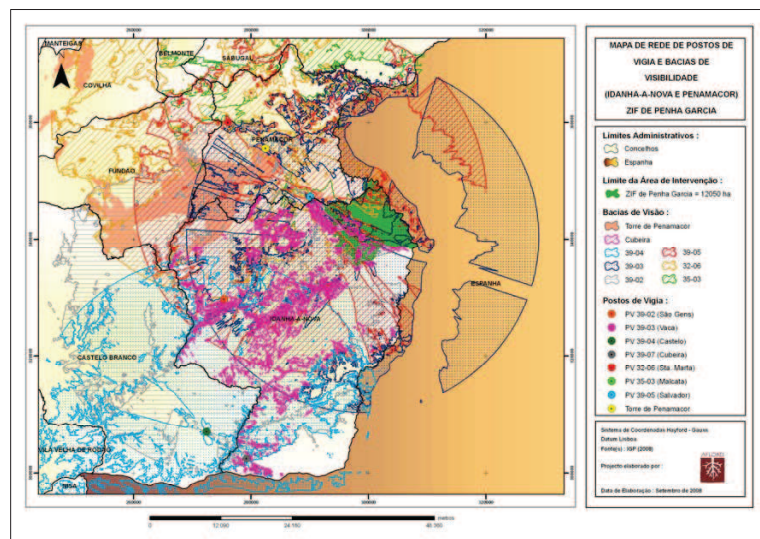 MANTEIGAS
BELMONTE
SABUGAL
COVILHÃ
PENAMACOR
FUNDÃO
ESPANHA
IDANHA-A-NOVA
CASTELO BRANCO
VILA VELHA DE RODÃO
NISA
metros
0
12.000
MAPA DE REDE DE POSTOS DE
VIGIA E BACIAS DE
VISIBILIDADE
(IDANHA-A-NOVA E PENAMACOR)
ZIF DE PENHA GARCIA
Limites Administrativos :
Concelhos
Espanha
Limite da Área de Intervenção :
ZIF de Penha Garcia = 12050 ha
Bacias de Visão :
Torre de Penamacor
Cubeira
39-04 39-05
39-03 32-06
39-02 35-03
Postos de Vigia :
PV 39-02 (São Gens)
PV 39-03 (Vaca)
PV 39-04 (Castelo)
PV 39-07 (Cubeira)
PV 32-06 (Sta. Marta)
PV 35-03 (Malcata)
PV 39-05 (Salvador)
Torre de Penamacor
Sistema de Coordenadas Hayford - Gauss
Datum Lisboa
Fonte(s) : IGP (2008)
Projecto elaborado por :
AFLOBEI
Data de Elaboração : Setembro de 2008